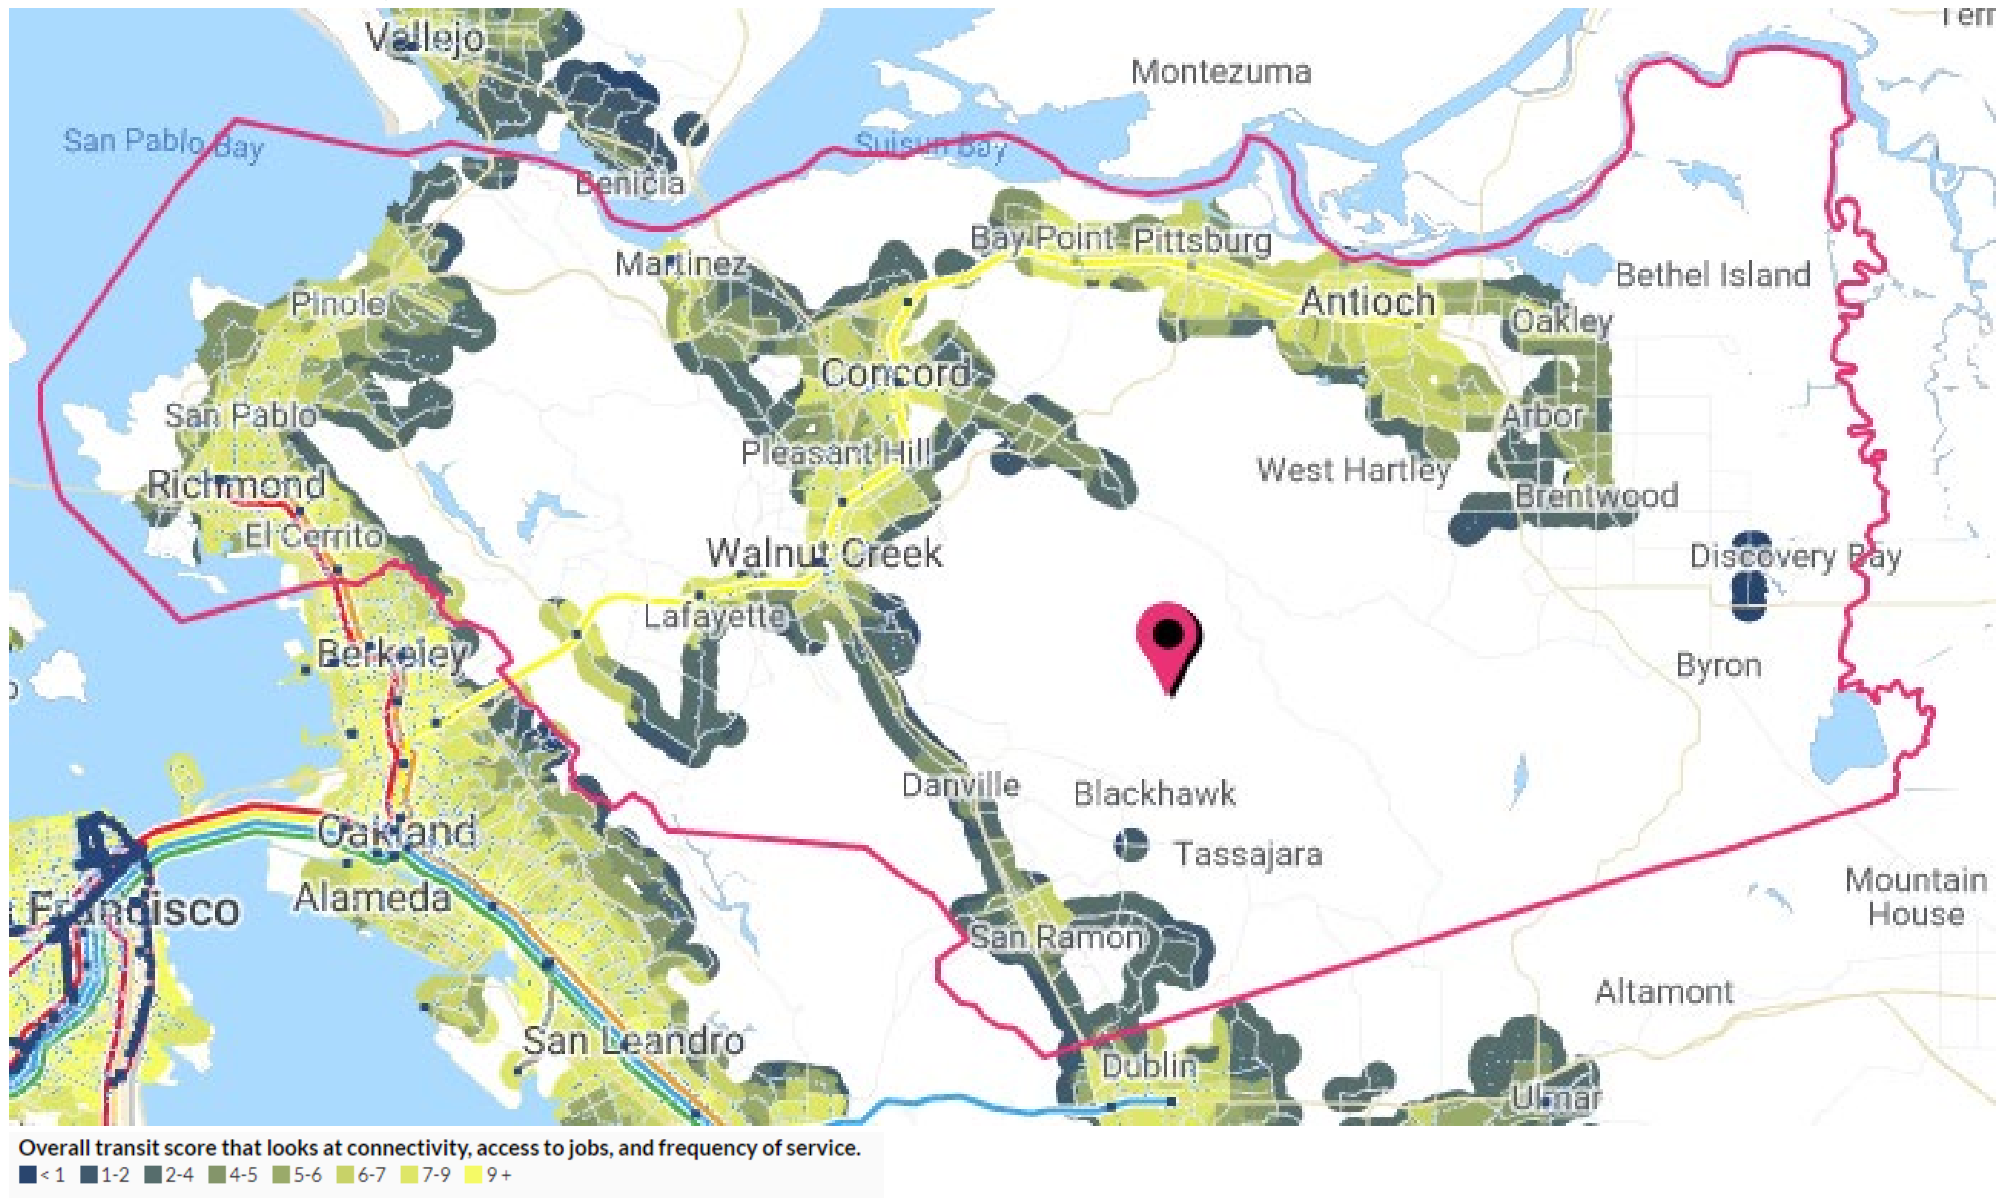 Vallejo
Montezuma
San Pablo Bay
Suisun Bay
Benicia
Martinez
Bay Point
Pittsburg
Bethel Island
Pinole
Antioch
Oakley
Concord
San Pablo
Arbor
Pleasant Hill
West Hartley
Richmond
Brentwood
El Cerrito
Walnut Creek
Discovery Bay
Lafayette
Berkeley
Byron
Danville
Blackhawk
Oakland
Tassajara
Alameda
Francisco
Mountain
House
San Ramon
Altamont
San Leandro
Dublin
Ulmar
Overall transit score that looks at connectivity, access to jobs, and frequency of service.
< 1 1-2 2-4 4-5 5-6 6-7 7-9 9 +